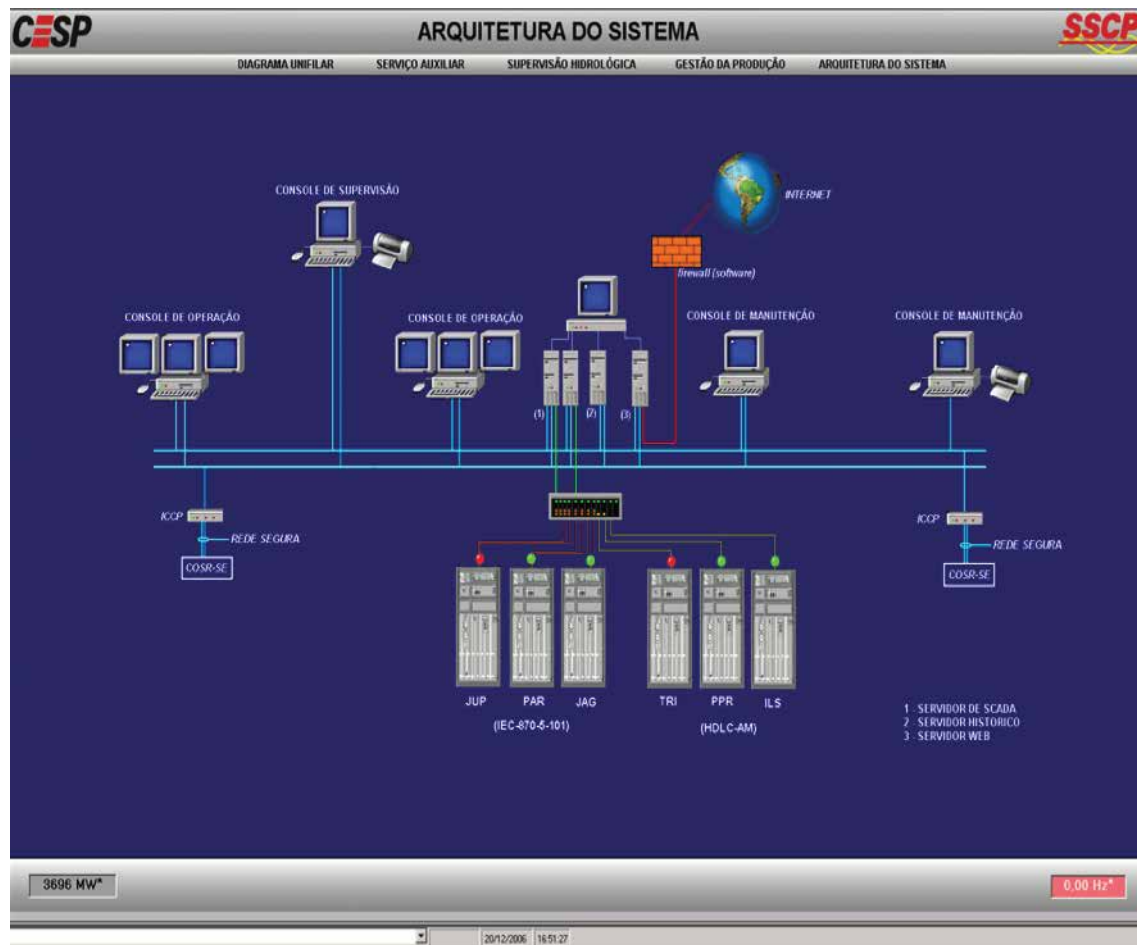 CESP
ARQUITETURA DO SISTEMA
SSCP
DIAGRAMA UNIFILAR
SERVIÇO AUXILIAR
SUPERVISÃO HIDROLÓGICA
GESTÃO DA PRODUÇÃO
ARQUITETURA DO SISTEMA
CONSOLE DE SUPERVISÃO
INTERNET
firewall (software)
CONSOLE DE OPERAÇÃO
CONSOLE DE OPERAÇÃO
CONSOLE DE MANUTENÇÃO
CONSOLE DE MANUTENÇÃO
(1)
(2)
(3)
ICCP
REDE SEGURA
COSR-SE
ICCP
REDE SEGURA
COSR-SE
JUP
PAR
JAG
TRI
PPR
ILS
(IEC-870-5-101)
(HDLC-AM)
1 - SERVIDOR DE SCADA
2 SERVIDOR HISTORICO
3 SERVIDOR WEB
3696 MW*
0,00 Hz*
20/12/2006
16:51:27